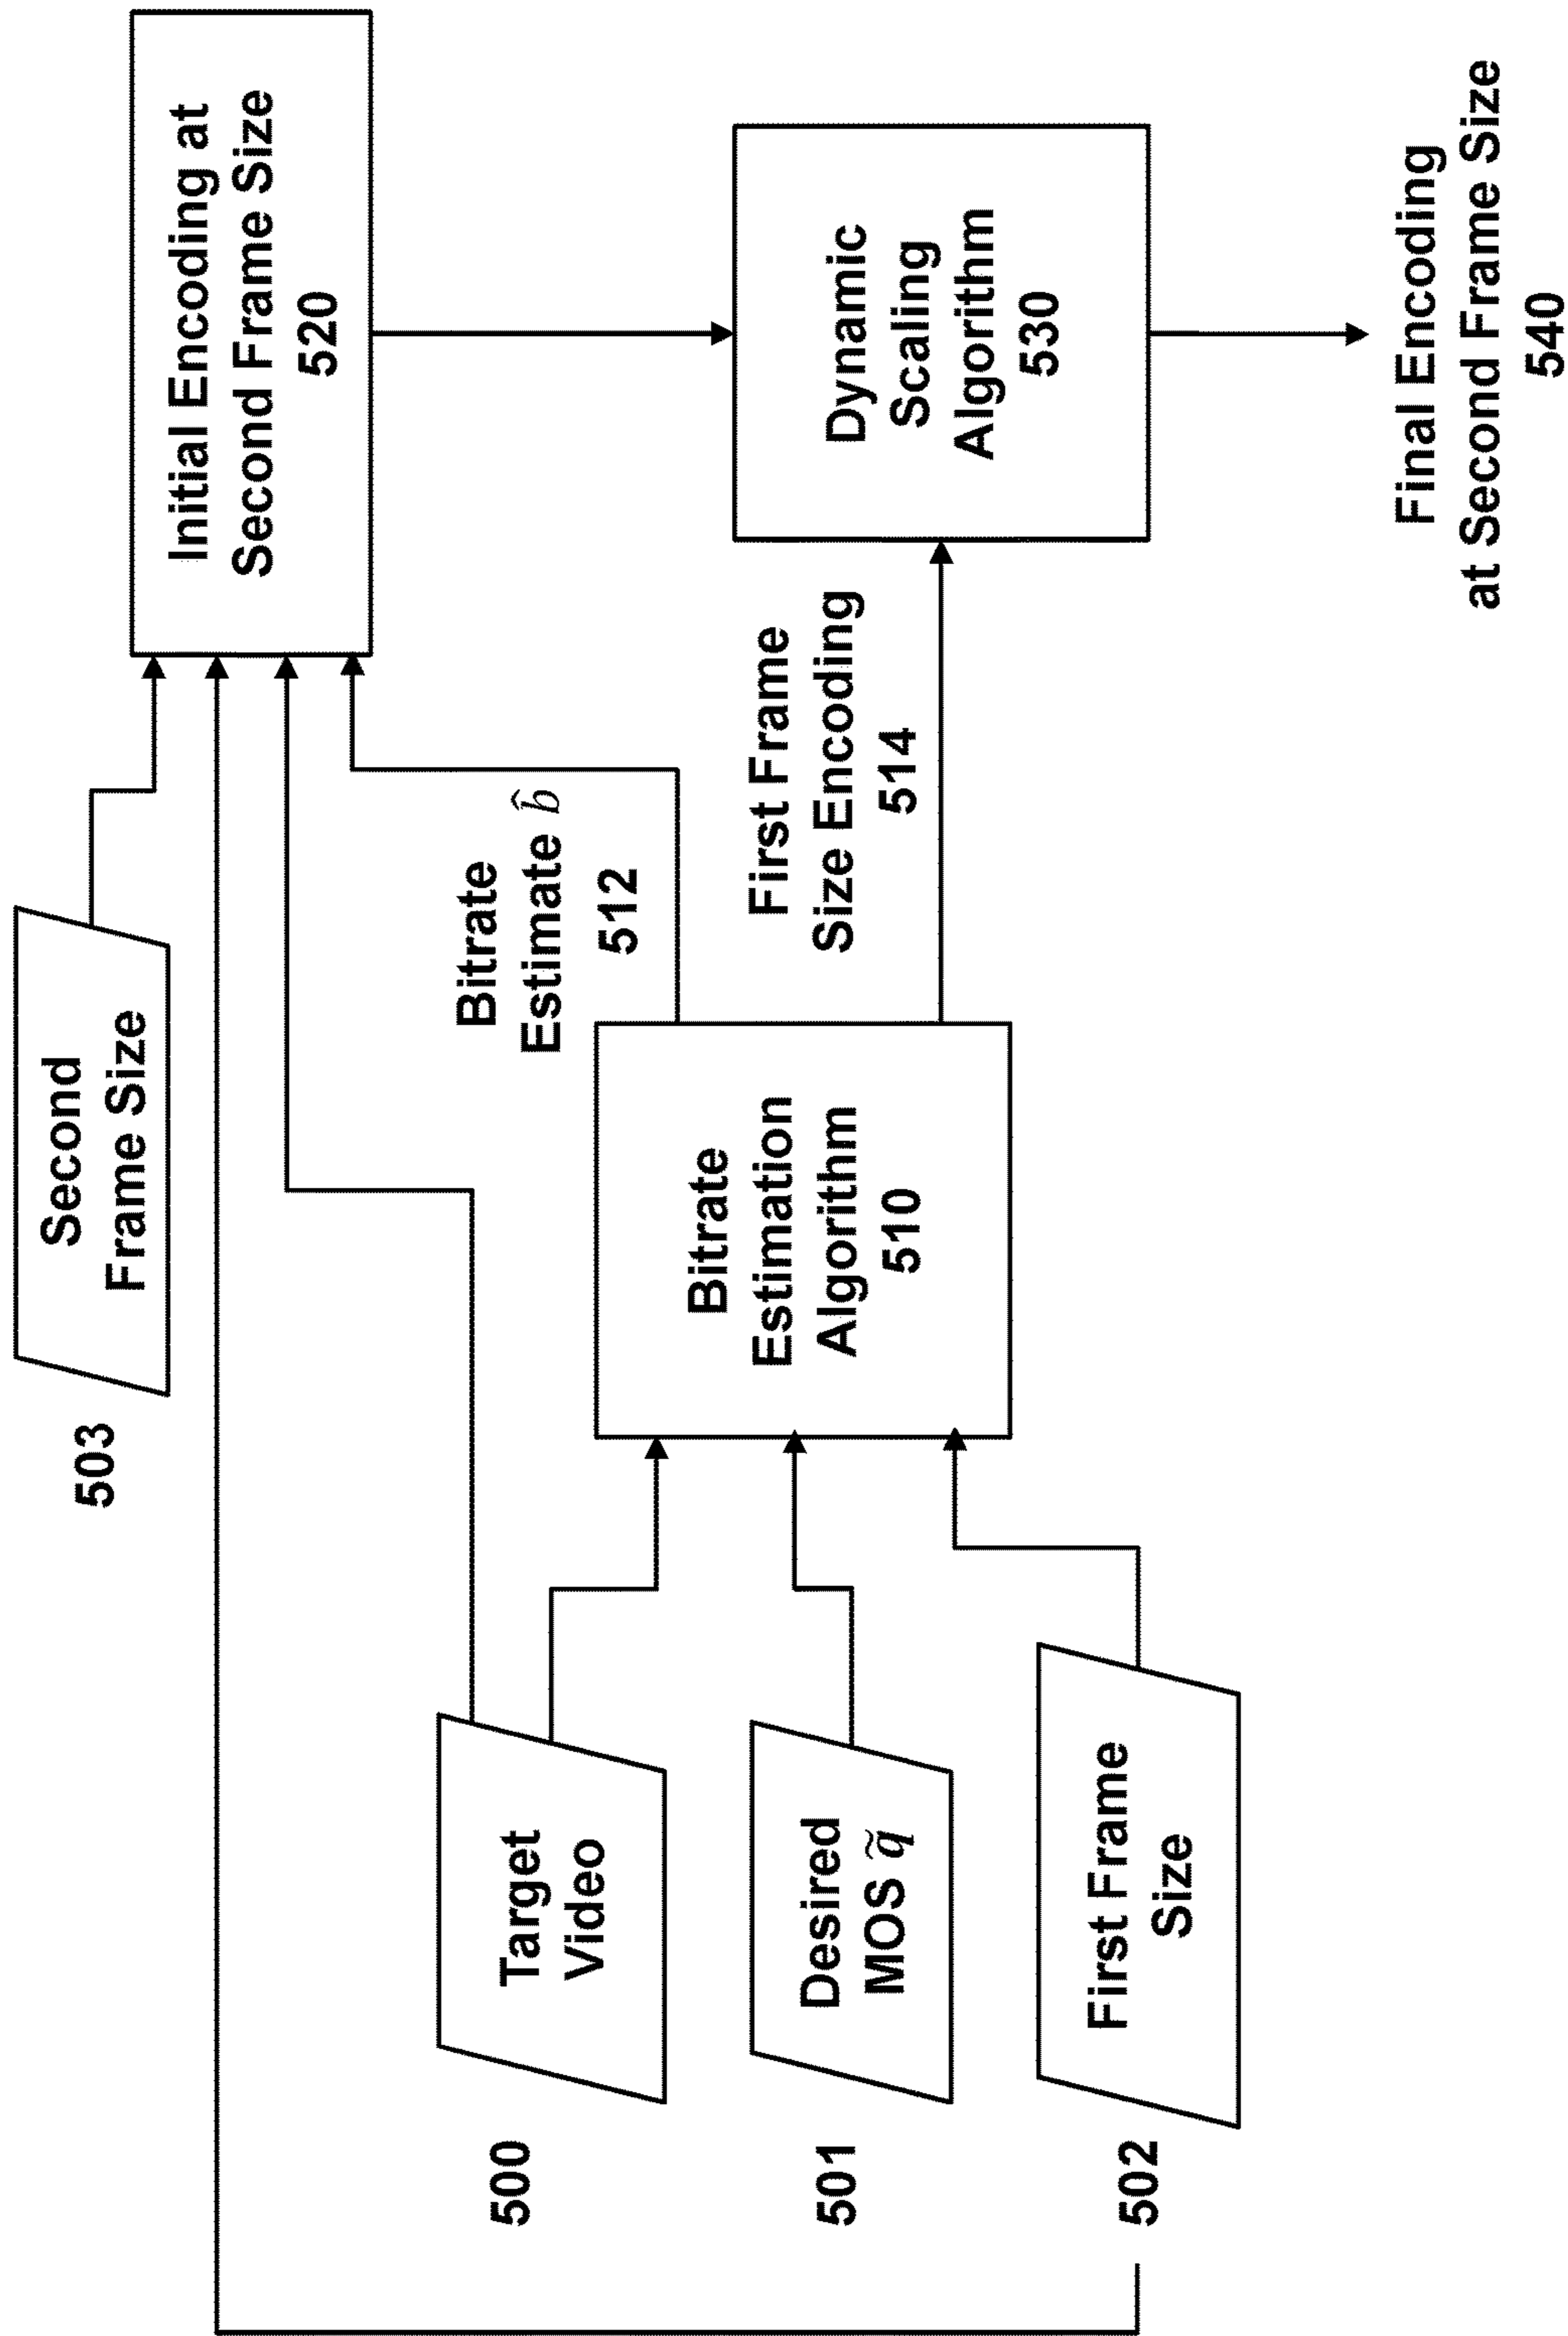 503
Second
Frame Size
Initial Encoding at
Second Frame Size
520
500
Target
Video
Bitrate
Estimate b̂
512
501
Desired
MOS q̃
Bitrate
Estimation
Algorithm
510
First Frame
Size Encoding
514
Dynamic
Scaling
Algorithm
530
502
First Frame
Size
Final Encoding
at Second Frame Size
540